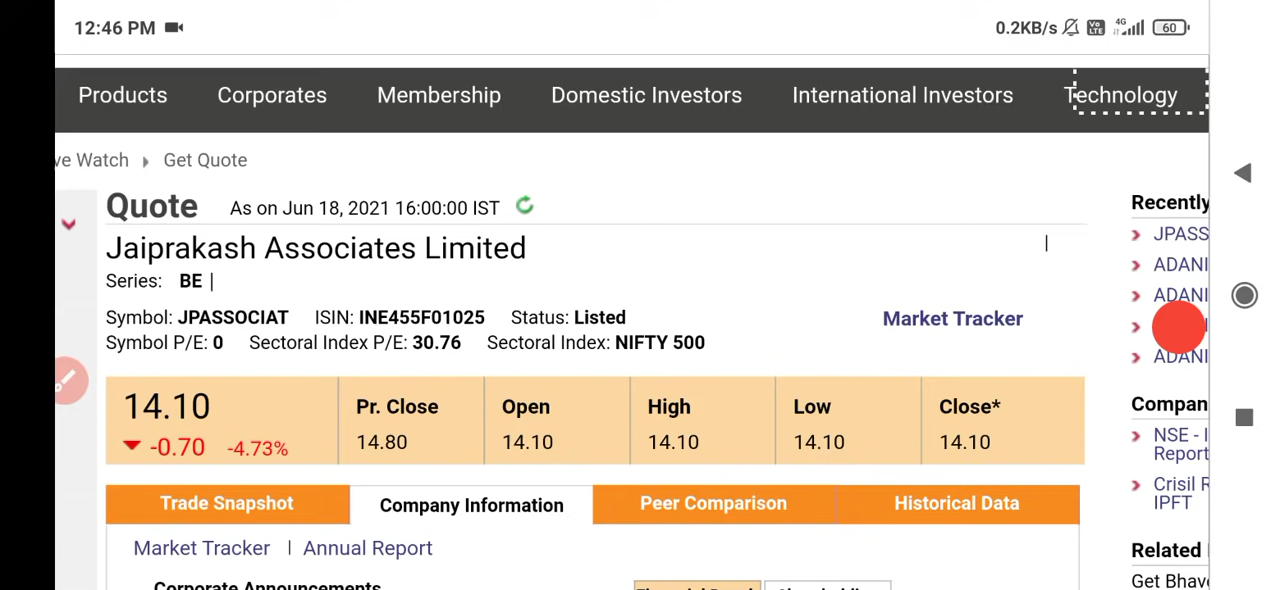 12:46 PM 0.2KB/s Vo LTE 4G 60
Products Corporates Membership Domestic Investors International Investors Technology
ve Watch Get Quote
Quote As on Jun 18, 2021 16:00:00 IST
Recently
Jaiprakash Associates Limited |
Series: BE |
Symbol: JPASSOCIAT ISIN: INE455F01025 Status: Listed
Market Tracker
Symbol P/E: 0 Sectoral Index P/E: 30.76 Sectoral Index: NIFTY 500
14.10 Pr. Close Open High Low Close*
-0.70 -4.73% 14.80 14.10 14.10 14.10 14.10
Trade Snapshot Company Information Peer Comparison Historical Data
Market Tracker | Annual Report
Corporate Announcements
JPASS
ADANI
ADANI
ADANI
Compan
NSE - I
Report
Crisil R
IPFT
Related
Get Bhav